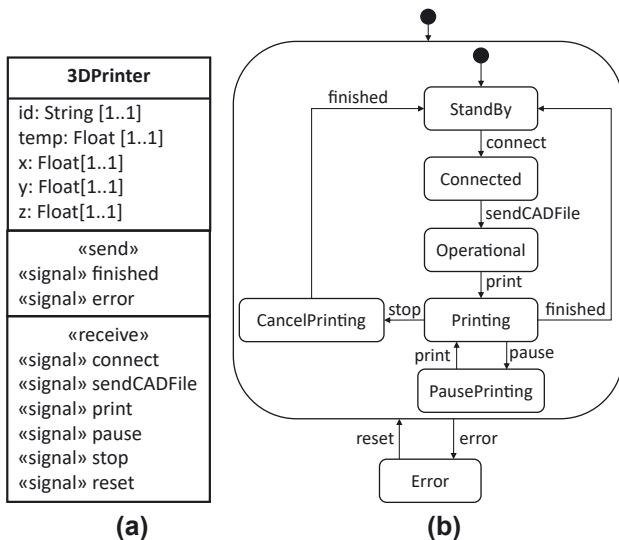 3DPrinter
id: String [1..1]
temp: Float [1..1]
x: Float[1..1]
y: Float[1..1]
z: Float[1..1]
«send»
«signal» finished
«signal» error
«receive»
«signal» connect
«signal» sendCADFile
«signal» print
«signal» pause
«signal» stop
«signal» reset
(a)
finished
StandBy
connect
Connected
sendCADFile
Operational
print
CancelPrinting
stop
Printing
finished
print
pause
PausePrinting
reset
error
Error
(b)